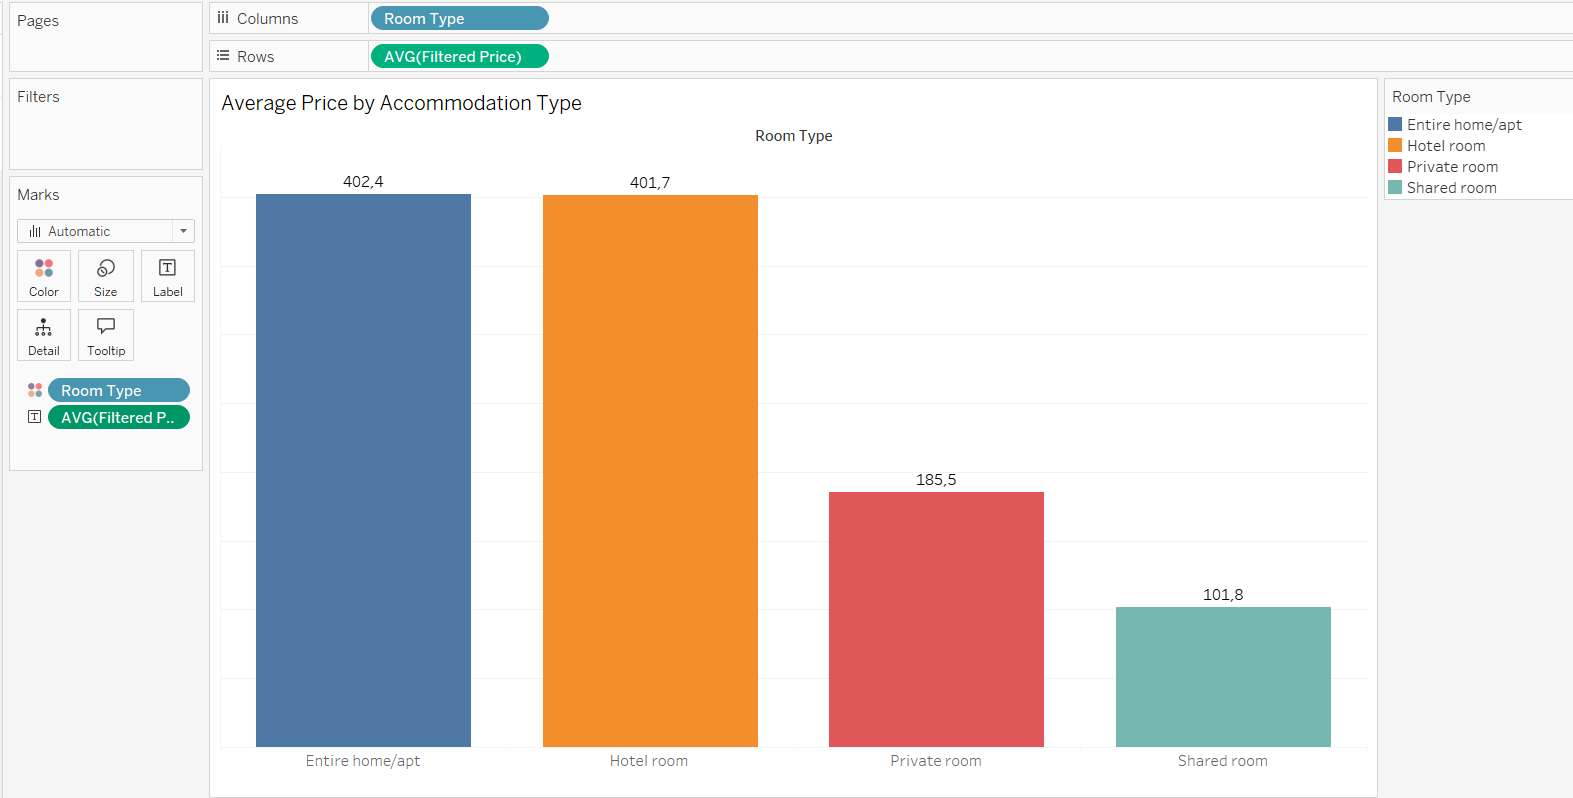 Pages
Columns
Room Type
Rows
AVG(Filtered Price)
Filters
Marks
Automatic
Color
Size
Label
Detail
Tooltip
Room Type
AVG(Filtered P..
Average Price by Accommodation Type
Room Type
402,4
401,7
185,5
101,8
Entire home/apt
Hotel room
Private room
Shared room
Room Type
Entire home/apt
Hotel room
Private room
Shared room